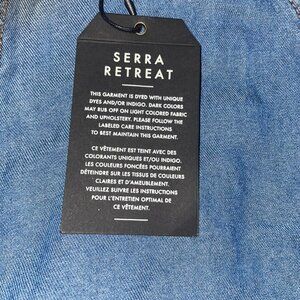 SERRA
RETREAT
THIS GARMENT IS DYED WITH UNIQUE
DYES AND/OR INDIGO. DARK COLORS
MAY RUB OFF ON LIGHT COLORED FABRIC
AND UPHOLSTERY. PLEASE FOLLOW THE
LABELED CARE INSTRUCTIONS
TO BEST MAINTAIN THIS GARMENT.
CE VÊTEMENT EST TEINT AVEC DES
COLORANTS UNIQUES ET/OU INDIGO.
LES COULEURS FONCÉES POURRAIENT
DÉTEINDRE SUR LES TISSUS DE COULEURS
CLAIRES ET D'AMEUBLEMENT.
VEUILLEZ SUIVRE LES INSTRUCTIONS
POUR L'ENTRETIEN OPTIMAL DE
CE VÊTEMENT.